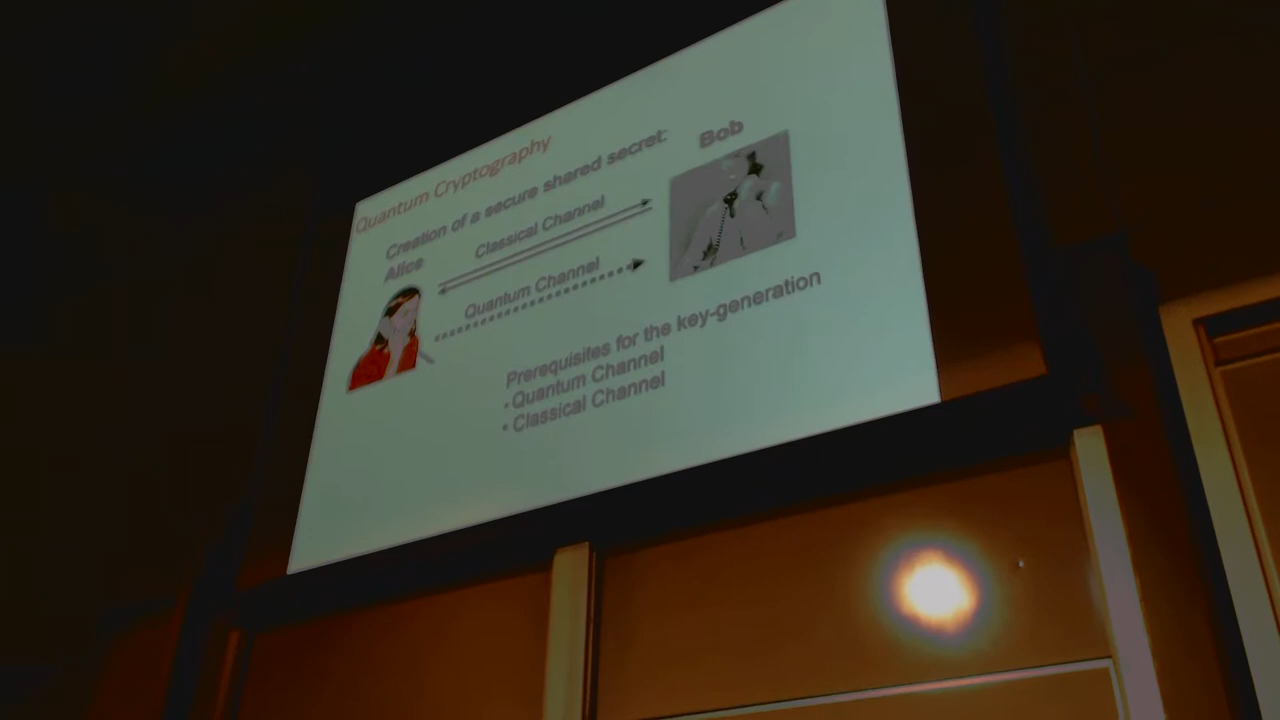 Quantum Cryptography
Creation of a secure shared secret:
Bob
Alice
Classical Channel
Quantum Channel
Prerequisites for the key-generation
• Quantum Channel
• Classical Channel